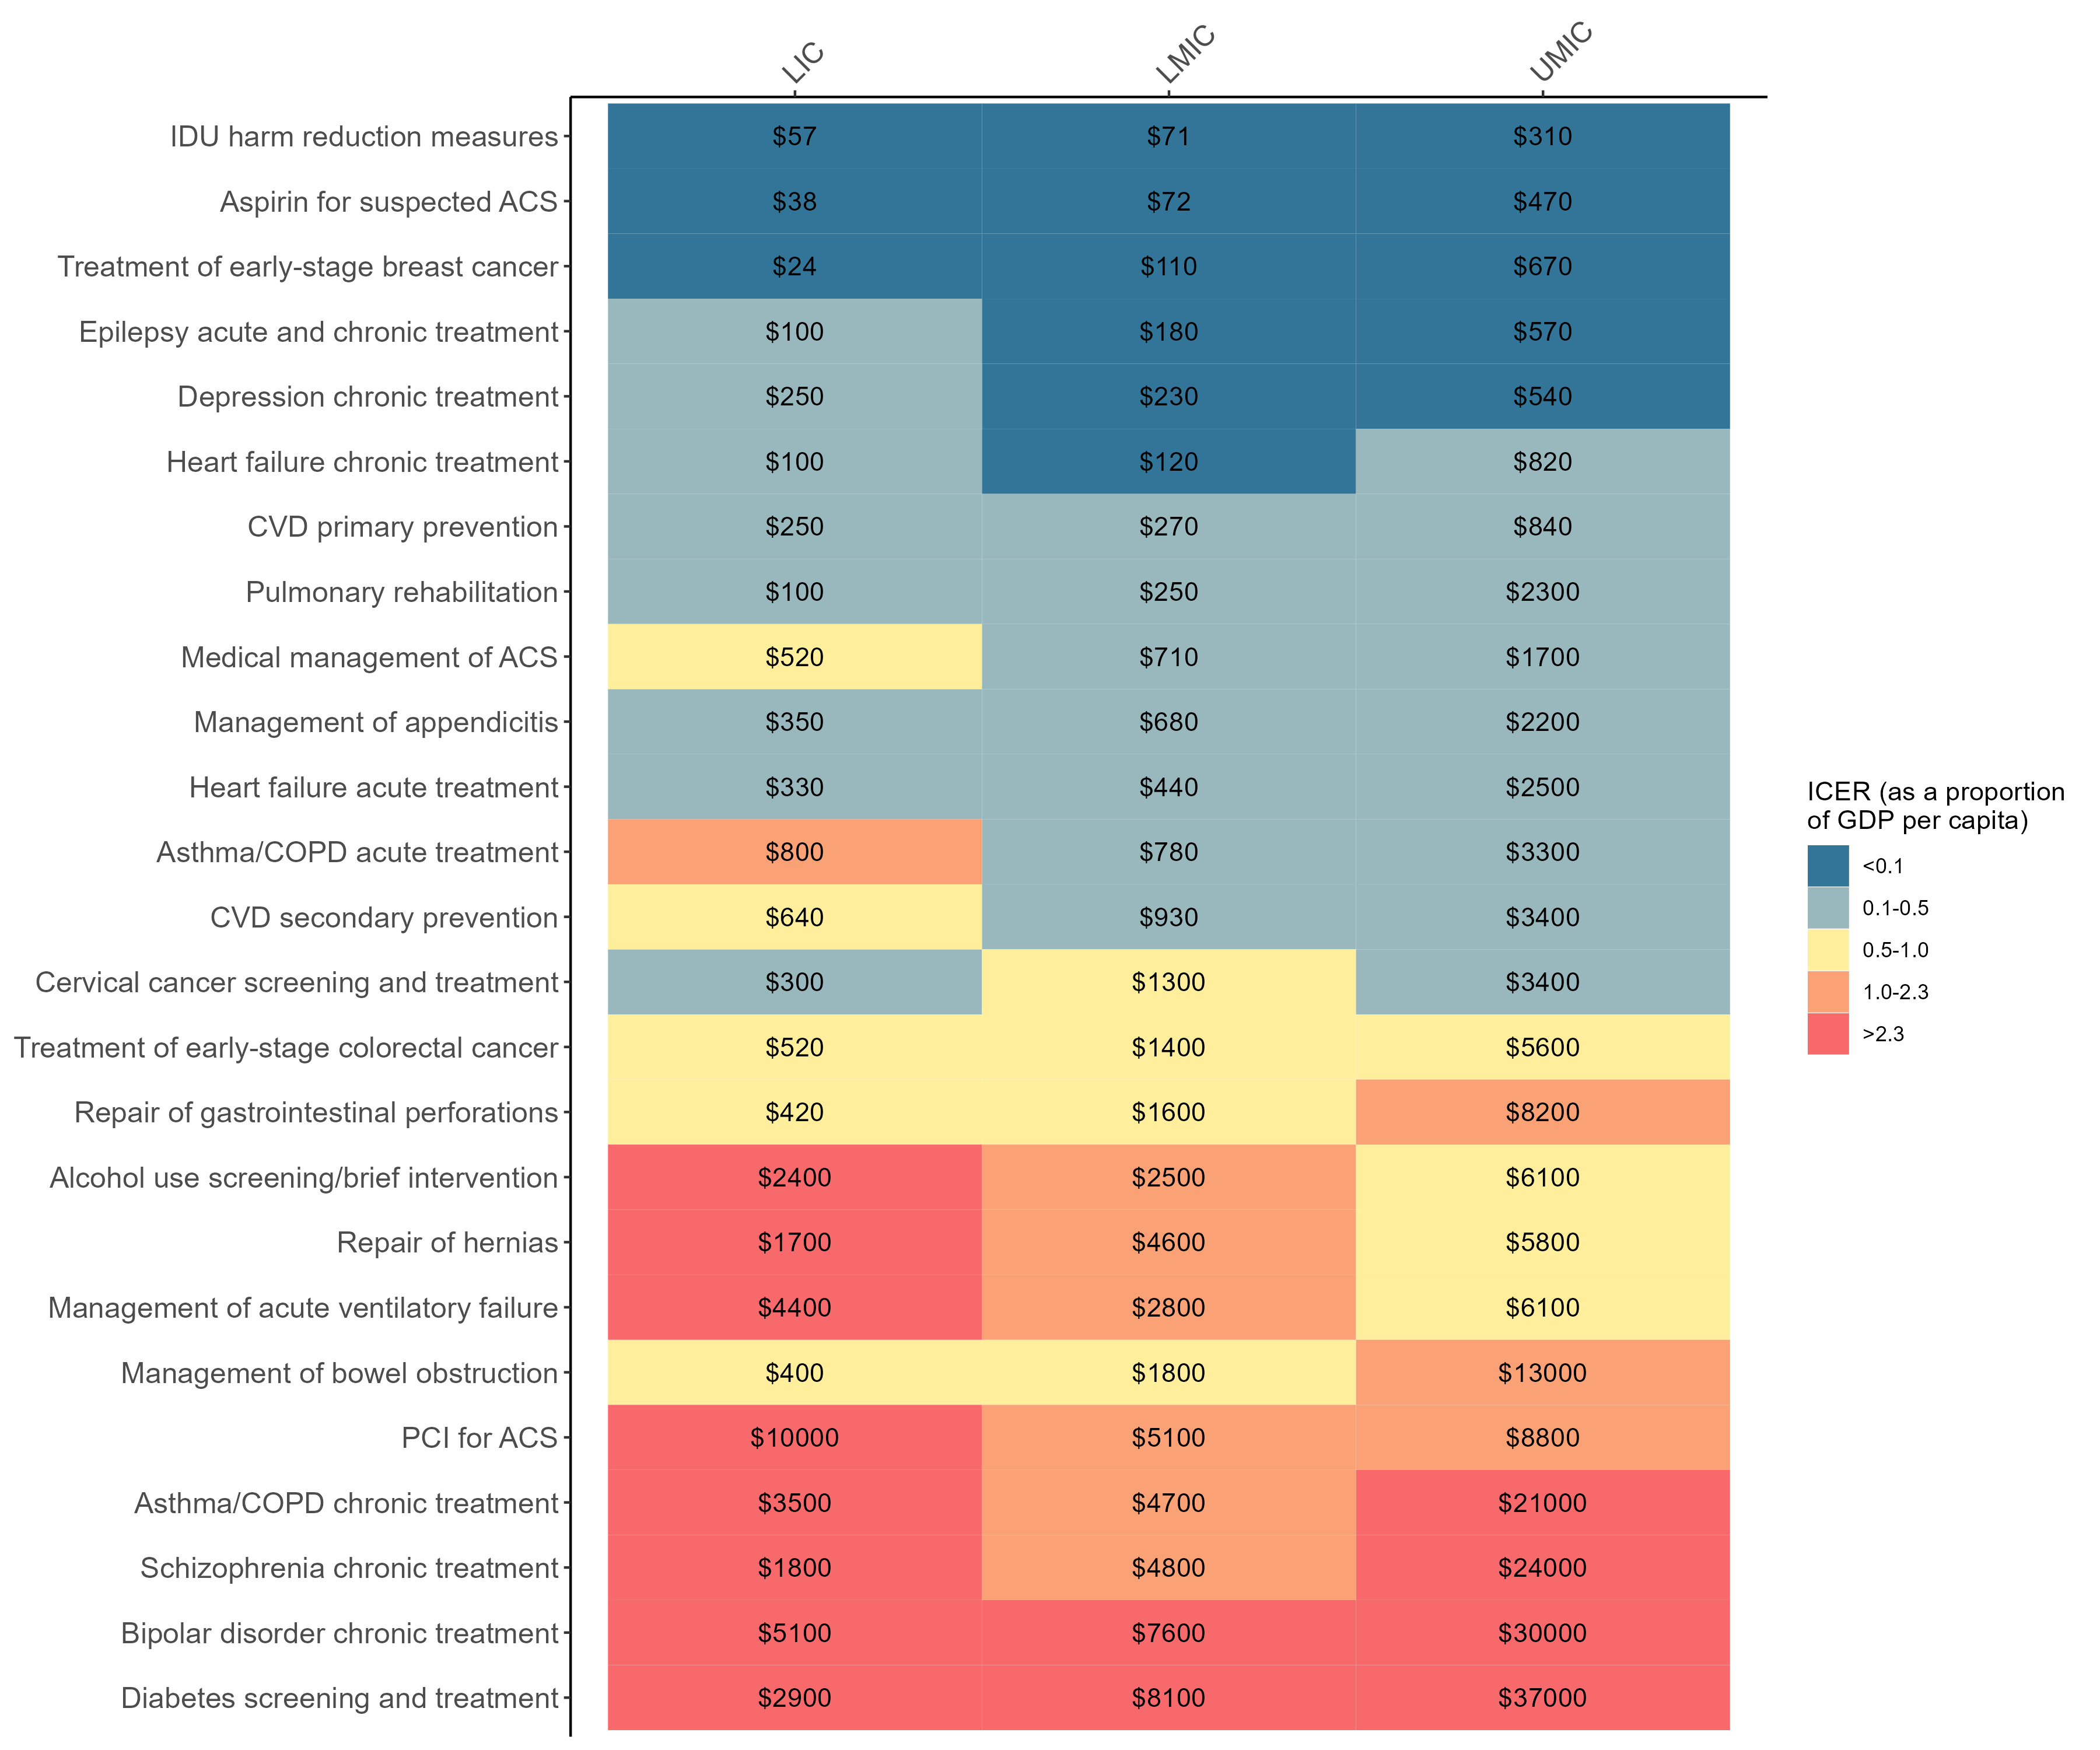 LIC LMIC UMIC
IDU harm reduction measures $57 $71 $310
Aspirin for suspected ACS $38 $72 $470
Treatment of early-stage breast cancer $24 $110 $670
Epilepsy acute and chronic treatment $100 $180 $570
Depression chronic treatment $250 $230 $540
Heart failure chronic treatment $100 $120 $820
CVD primary prevention $250 $270 $840
Pulmonary rehabilitation $100 $250 $2300
Medical management of ACS $520 $710 $1700
Management of appendicitis $350 $680 $2200
Heart failure acute treatment $330 $440 $2500
Asthma/COPD acute treatment $800 $780 $3300
CVD secondary prevention $640 $930 $3400
Cervical cancer screening and treatment $300 $1300 $3400
Treatment of early-stage colorectal cancer $520 $1400 $5600
Repair of gastrointestinal perforations $420 $1600 $8200
Alcohol use screening/brief intervention $2400 $2500 $6100
Repair of hernias $1700 $4600 $5800
Management of acute ventilatory failure $4400 $2800 $6100
Management of bowel obstruction $400 $1800 $13000
PCI for ACS $10000 $5100 $8800
Asthma/COPD chronic treatment $3500 $4700 $21000
Schizophrenia chronic treatment $1800 $4800 $24000
Bipolar disorder chronic treatment $5100 $7600 $30000
Diabetes screening and treatment $2900 $8100 $37000
ICER (as a proportion
of GDP per capita)
<0.1
0.1-0.5
0.5-1.0
1.0-2.3
>2.3